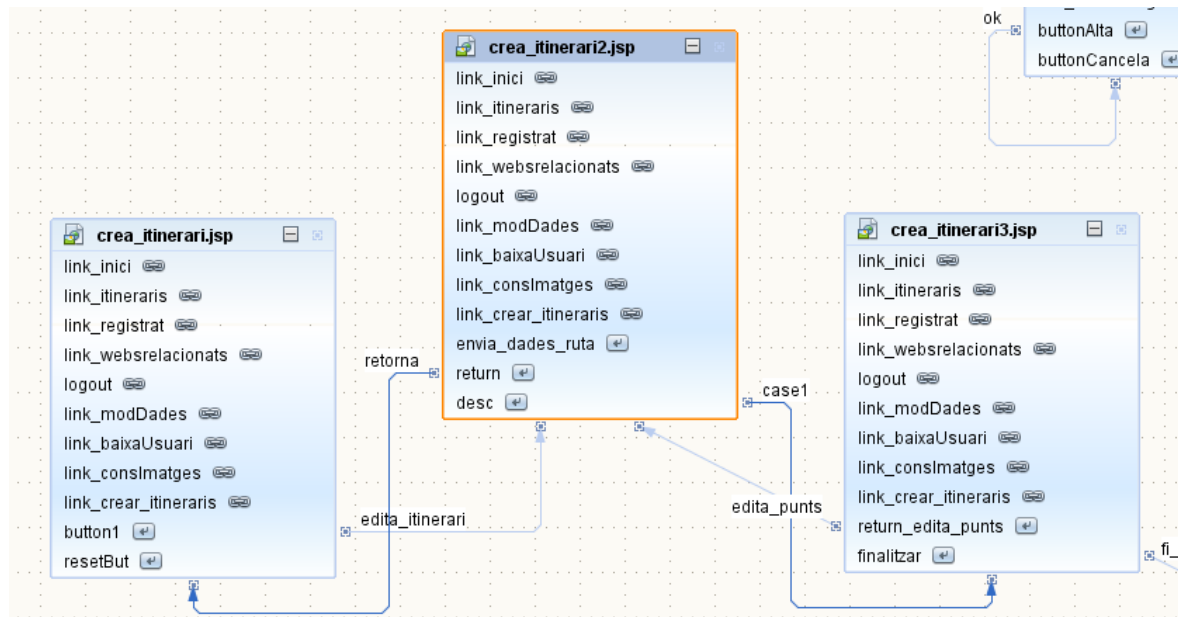 ok
buttonAlta
buttonCancela
crea_itinerari2.jsp
link_inici
link_itineraris
link_registrat
link_websrelacionats
logout
link_modDades
link_baixaUsuari
link_consImatges
link_crear_itineraris
envia_dades_ruta
return
desc
retorna
case1
crea_itinerari.jsp
link_inici
link_itineraris
link_registrat
link_websrelacionats
logout
link_modDades
link_baixaUsuari
link_consImatges
link_crear_itineraris
button1
resetBut
edita_itinerari
crea_itinerari3.jsp
link_inici
link_itineraris
link_registrat
link_websrelacionats
logout
link_modDades
link_baixaUsuari
link_consImatges
link_crear_itineraris
return_edita_punts
finalitzar
edita_punts
fi_